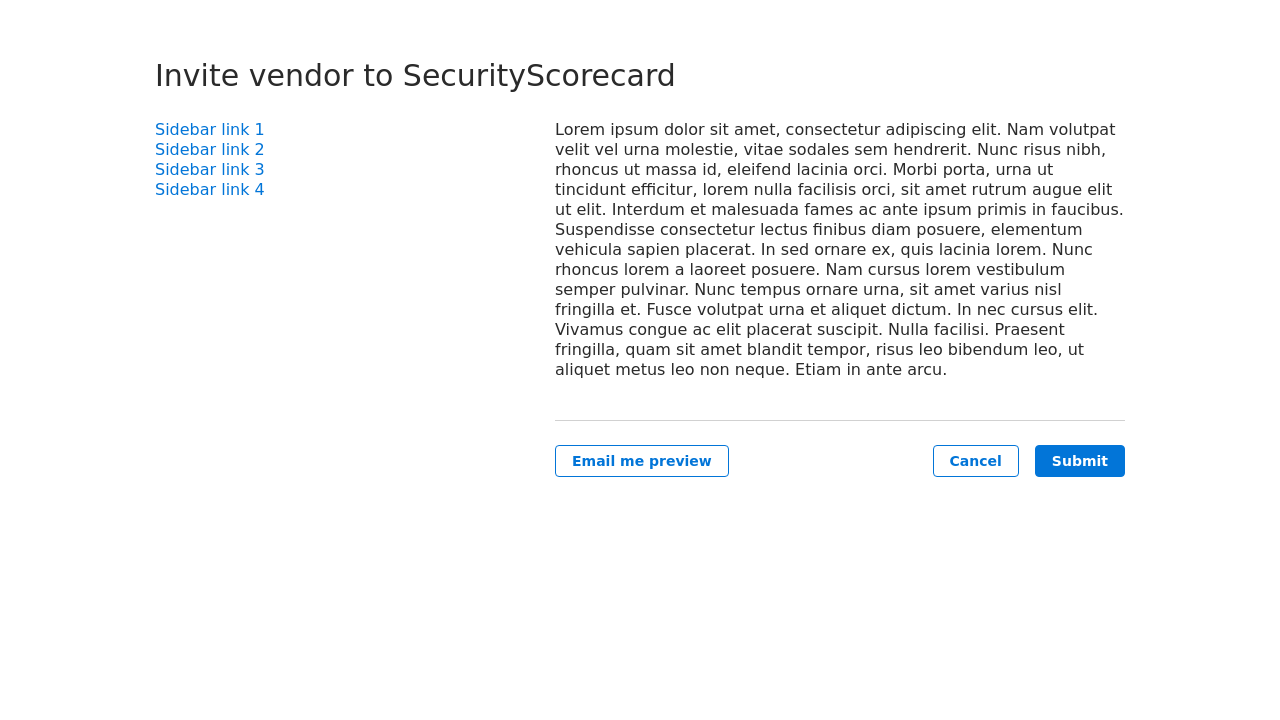 Invite vendor to SecurityScorecard
Sidebar link 1
Sidebar link 2
Sidebar link 3
Sidebar link 4
Lorem ipsum dolor sit amet, consectetur adipiscing elit. Nam volutpat
velit vel urna molestie, vitae sodales sem hendrerit. Nunc risus nibh,
rhoncus ut massa id, eleifend lacinia orci. Morbi porta, urna ut
tincidunt efficitur, lorem nulla facilisis orci, sit amet rutrum augue elit
ut elit. Interdum et malesuada fames ac ante ipsum primis in faucibus.
Suspendisse consectetur lectus finibus diam posuere, elementum
vehicula sapien placerat. In sed ornare ex, quis lacinia lorem. Nunc
rhoncus lorem a laoreet posuere. Nam cursus lorem vestibulum
semper pulvinar. Nunc tempus ornare urna, sit amet varius nisl
fringilla et. Fusce volutpat urna et aliquet dictum. In nec cursus elit.
Vivamus congue ac elit placerat suscipit. Nulla facilisi. Praesent
fringilla, quam sit amet blandit tempor, risus leo bibendum leo, ut
aliquet metus leo non neque. Etiam in ante arcu.
Email me preview
Cancel
Submit